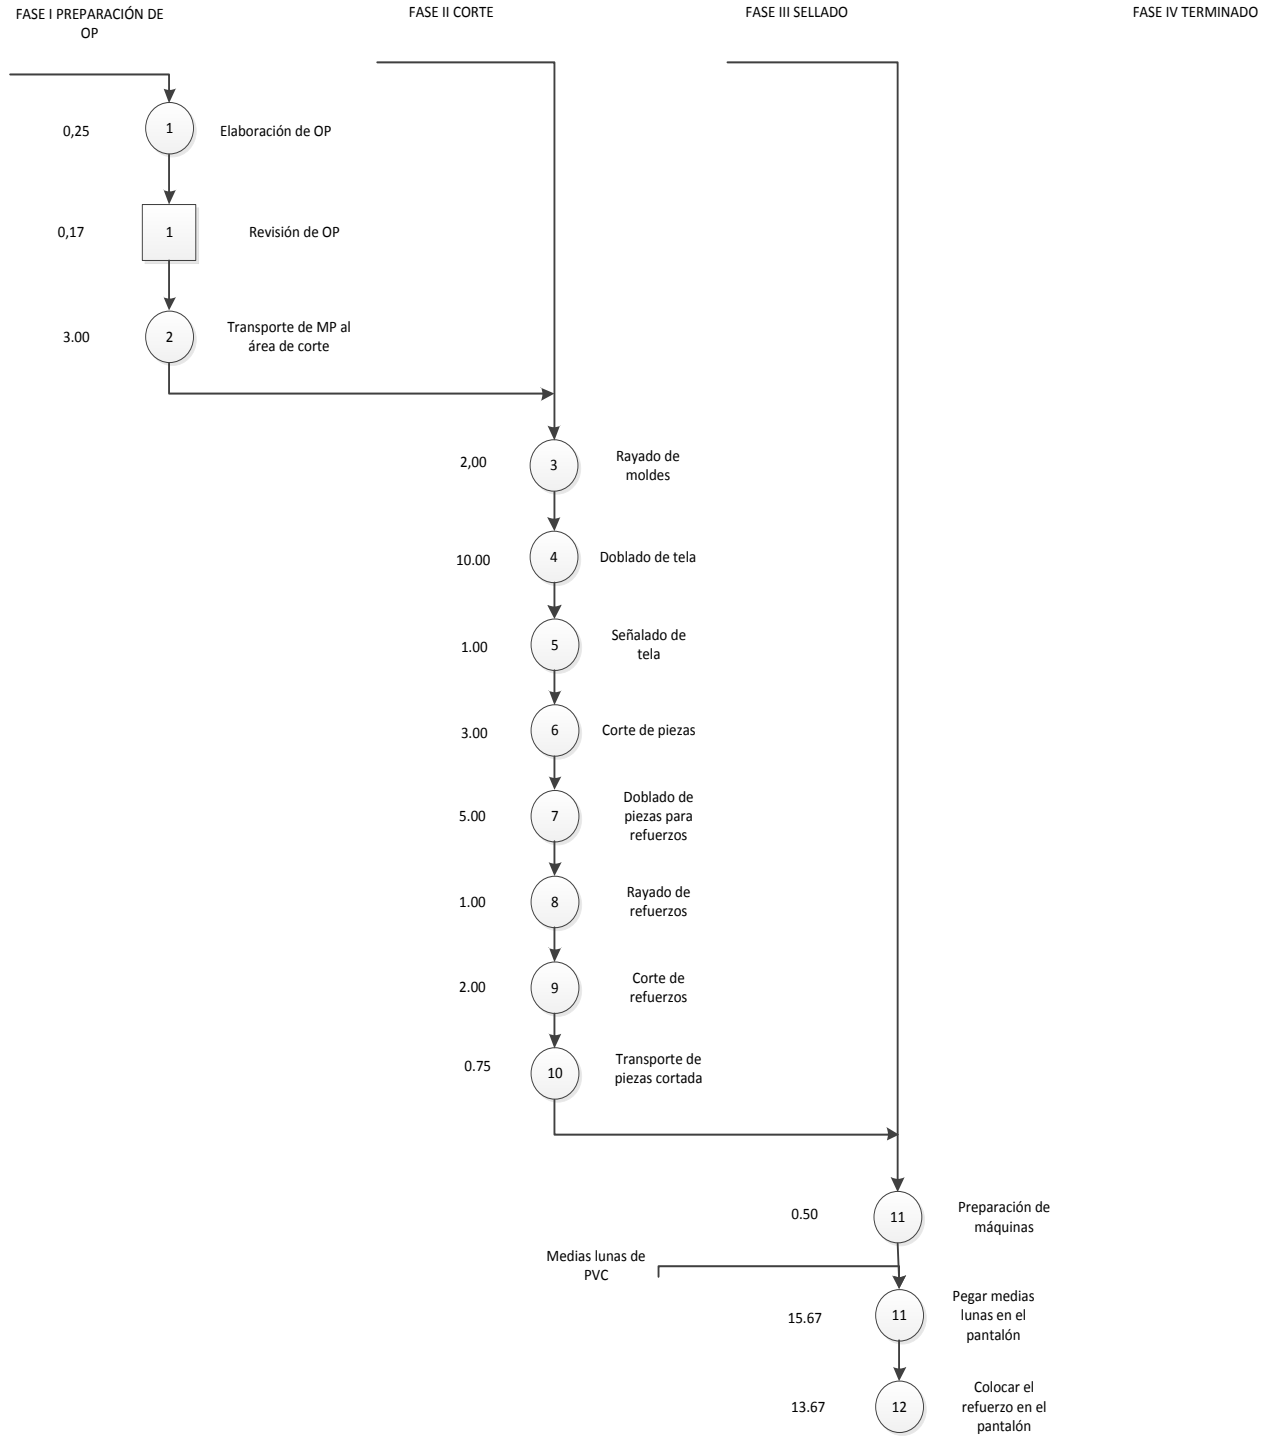 FASE I PREPARACIÓN DE
OP
FASE II CORTE
FASE III SELLADO
FASE IV TERMINADO
0,25
1
Elaboración de OP
0,17
1
Revisión de OP
3.00
2
Transporte de MP al
área de corte
2,00
3
Rayado de
moldes
10.00
4
Doblado de tela
1.00
5
Señalado de
tela
3.00
6
Corte de piezas
5.00
7
Doblado de
piezas para
refuerzos
1.00
8
Rayado de
refuerzos
2.00
9
Corte de
refuerzos
0.75
10
Transporte de
piezas cortada
0.50
11
Preparación de
máquinas
Medias lunas de
PVC
15.67
11
Pegar medias
lunas en el
pantalón
13.67
12
Colocar el
refuerzo en el
pantalón